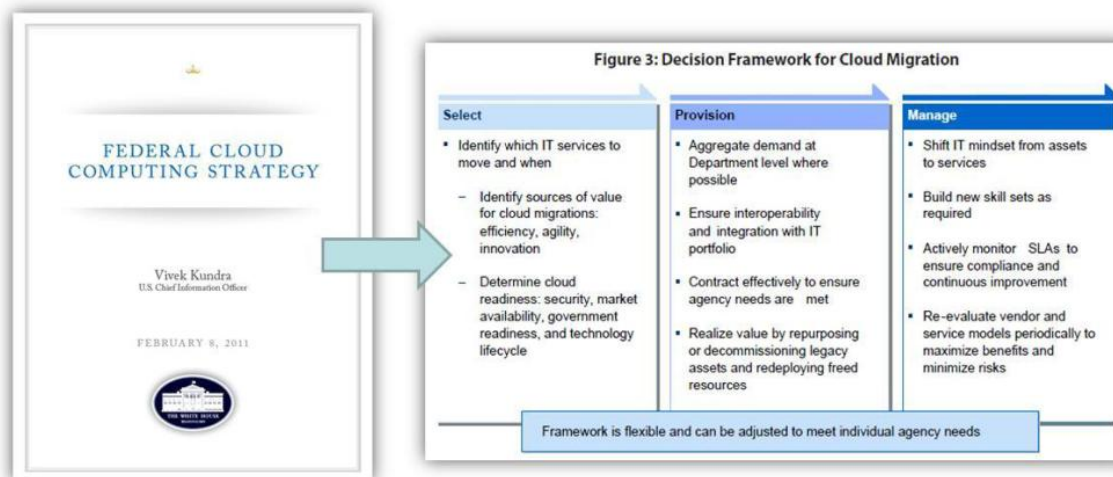 FEDERAL CLOUD
COMPUTING STRATEGY
Vivek Kundra
U.S. Chief Information Officer
FEBRUARY 8, 2011
THE WHITE HOUSE
WASHINGTON
Figure 3: Decision Framework for Cloud Migration
Select
▪ Identify which IT services to
move and when
– Identify sources of value
for cloud migrations:
efficiency, agility,
innovation
– Determine cloud
readiness: security, market
availability, government
readiness, and technology
lifecycle
Provision
▪ Aggregate demand at
Department level where
possible
▪ Ensure interoperability
and integration with IT
portfolio
▪ Contract effectively to ensure
agency needs are met
▪ Realize value by repurposing
or decommissioning legacy
assets and redeploying freed
resources
Manage
▪ Shift IT mindset from assets
to services
▪ Build new skill sets as
required
▪ Actively monitor SLAs to
ensure compliance and
continuous improvement
▪ Re-evaluate vendor and
service models periodically to
maximize benefits and
minimize risks
Framework is flexible and can be adjusted to meet individual agency needs